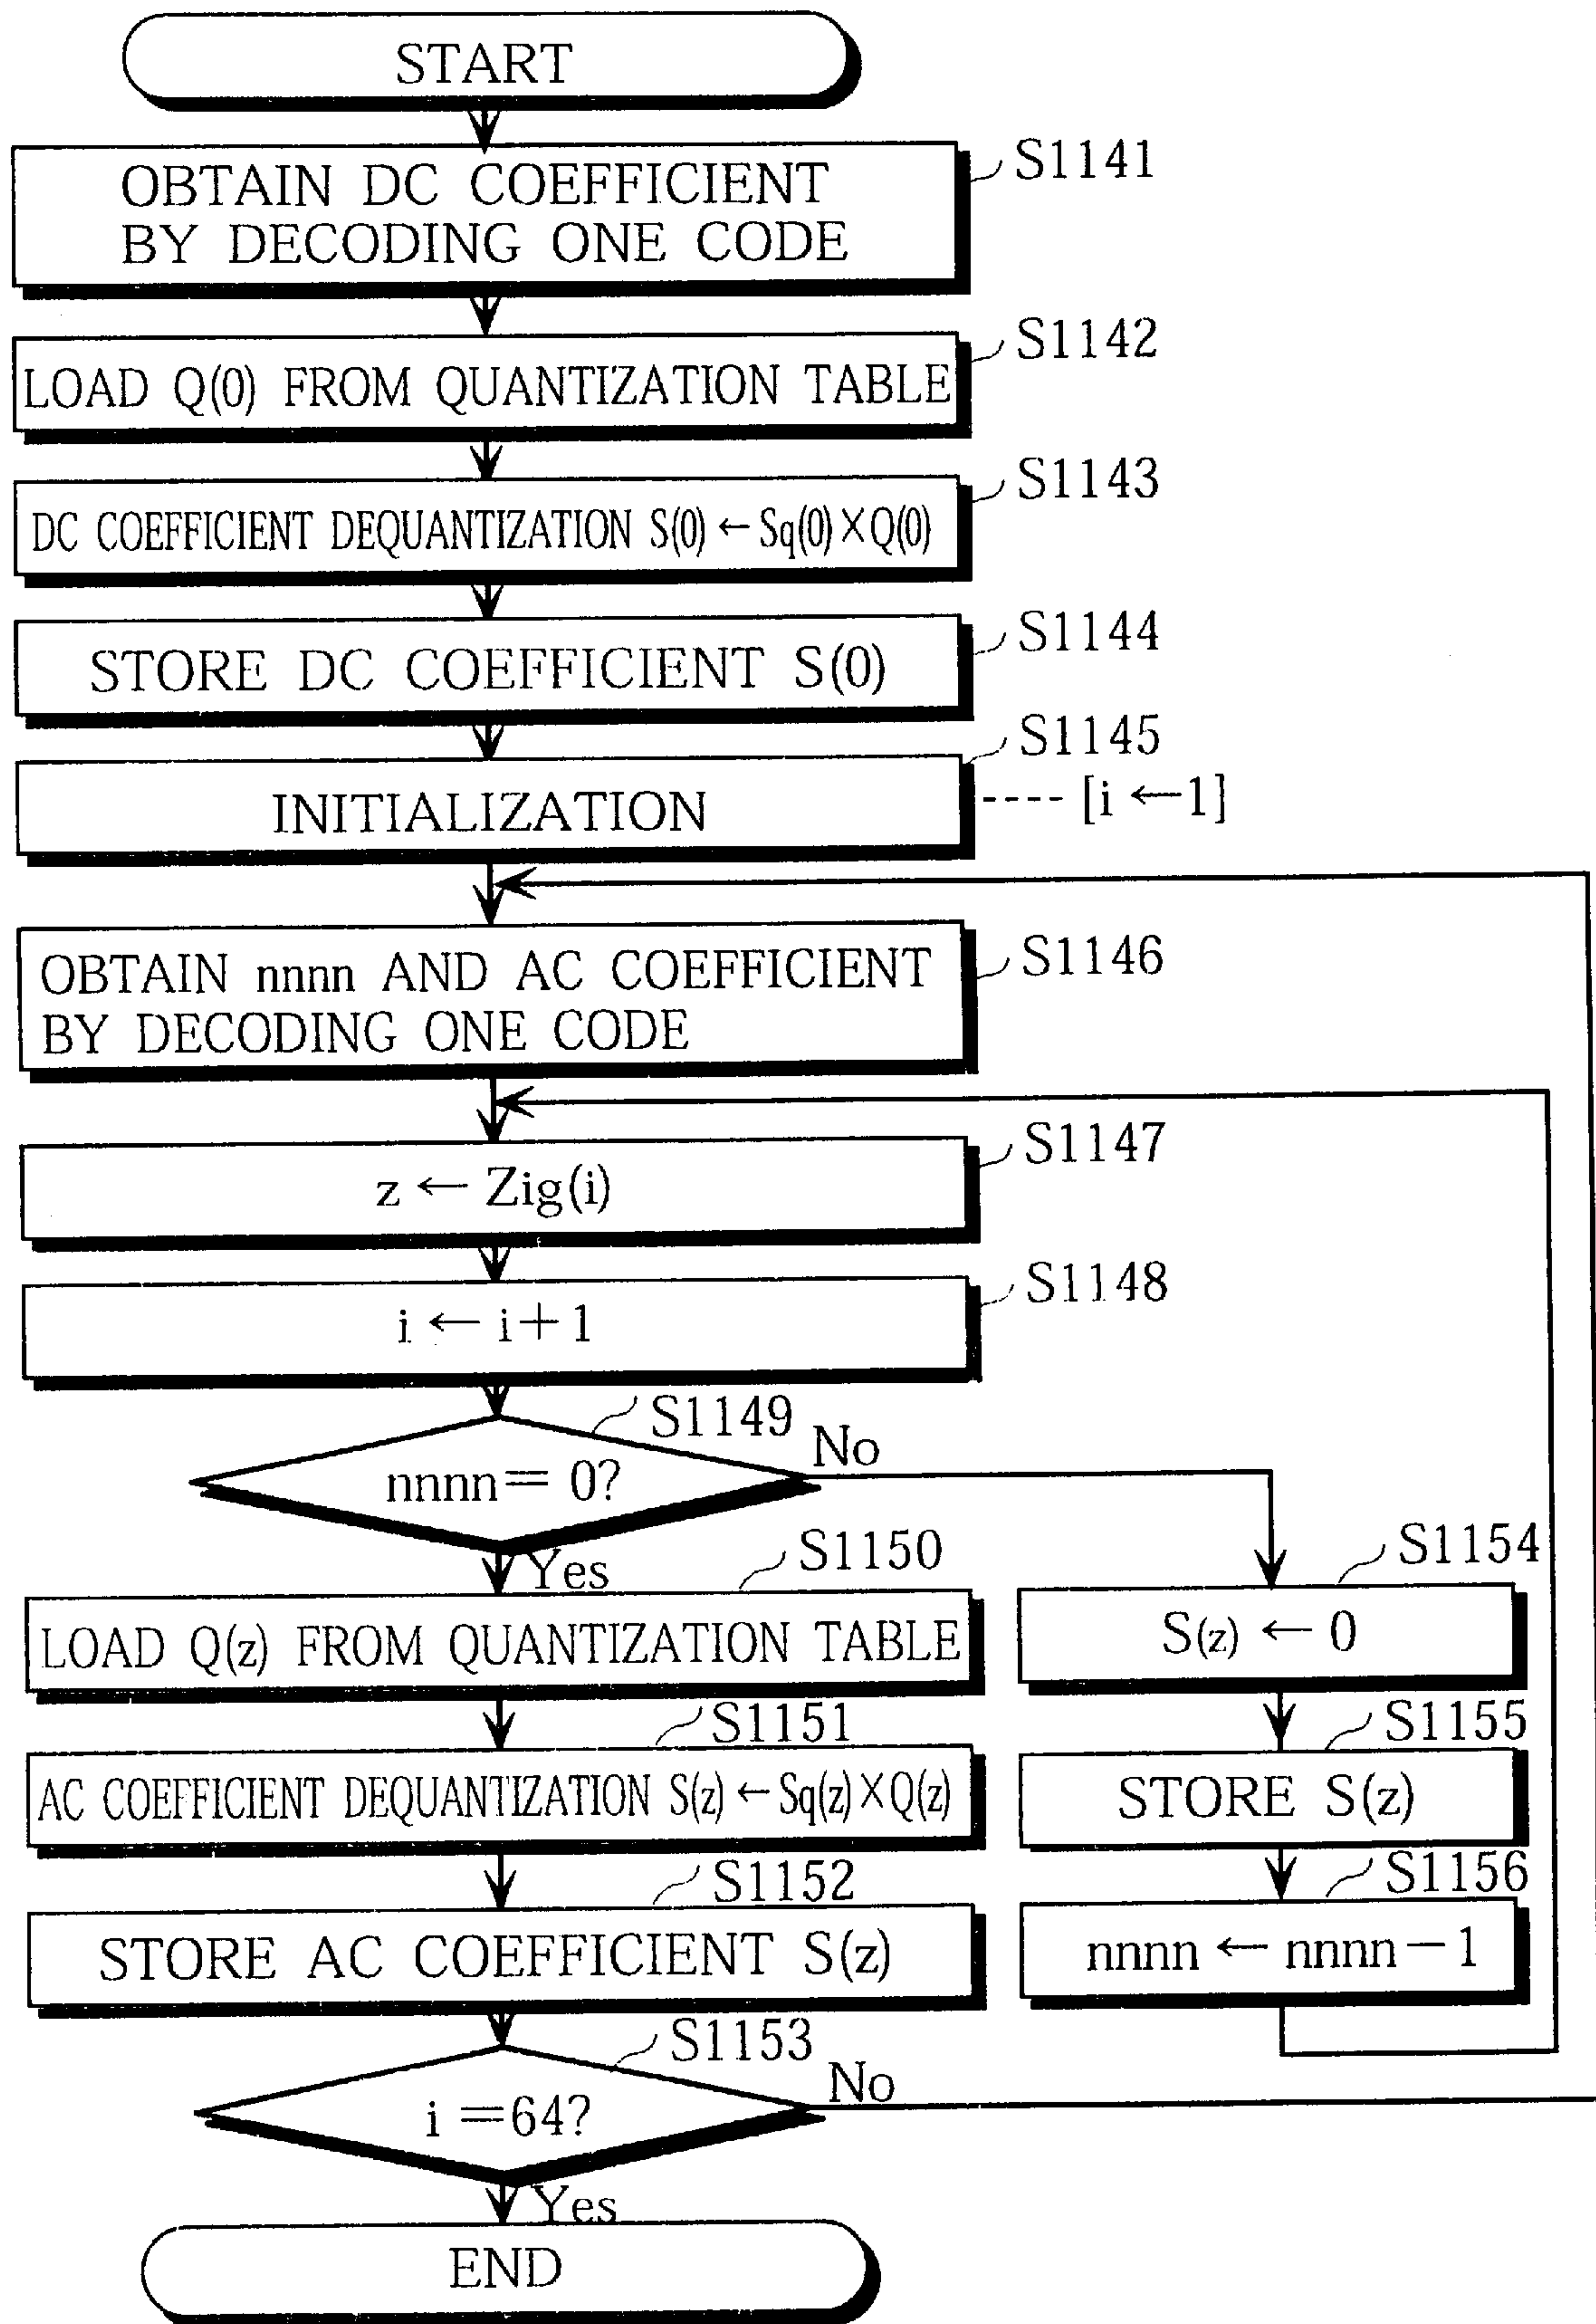 START
OBTAIN DC COEFFICIENT
BY DECODING ONE CODE
S1141
LOAD Q(0) FROM QUANTIZATION TABLE
S1142
DC COEFFICIENT DEQUANTIZATION S(0) ← Sq(0) × Q(0)
S1143
STORE DC COEFFICIENT S(0)
S1144
INITIALIZATION
S1145
[i ← 1]
OBTAIN nnnn AND AC COEFFICIENT
BY DECODING ONE CODE
S1146
z ← Zig(i)
S1147
i ← i + 1
S1148
nnnn = 0?
S1149
No
Yes
LOAD Q(z) FROM QUANTIZATION TABLE
S1150
S(z) ← 0
S1154
AC COEFFICIENT DEQUANTIZATION S(z) ← Sq(z) × Q(z)
S1151
STORE S(z)
S1155
STORE AC COEFFICIENT S(z)
S1152
nnnn ← nnnn − 1
S1156
i = 64?
S1153
No
Yes
END